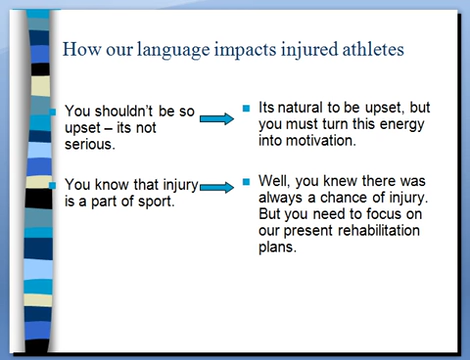 How our language impacts injured athletes
You shouldn't be so
upset – its not
serious.
Its natural to be upset, but
you must turn this energy
into motivation.
You know that injury
is a part of sport.
Well, you knew there was
always a chance of injury.
But you need to focus on
our present rehabilitation
plans.